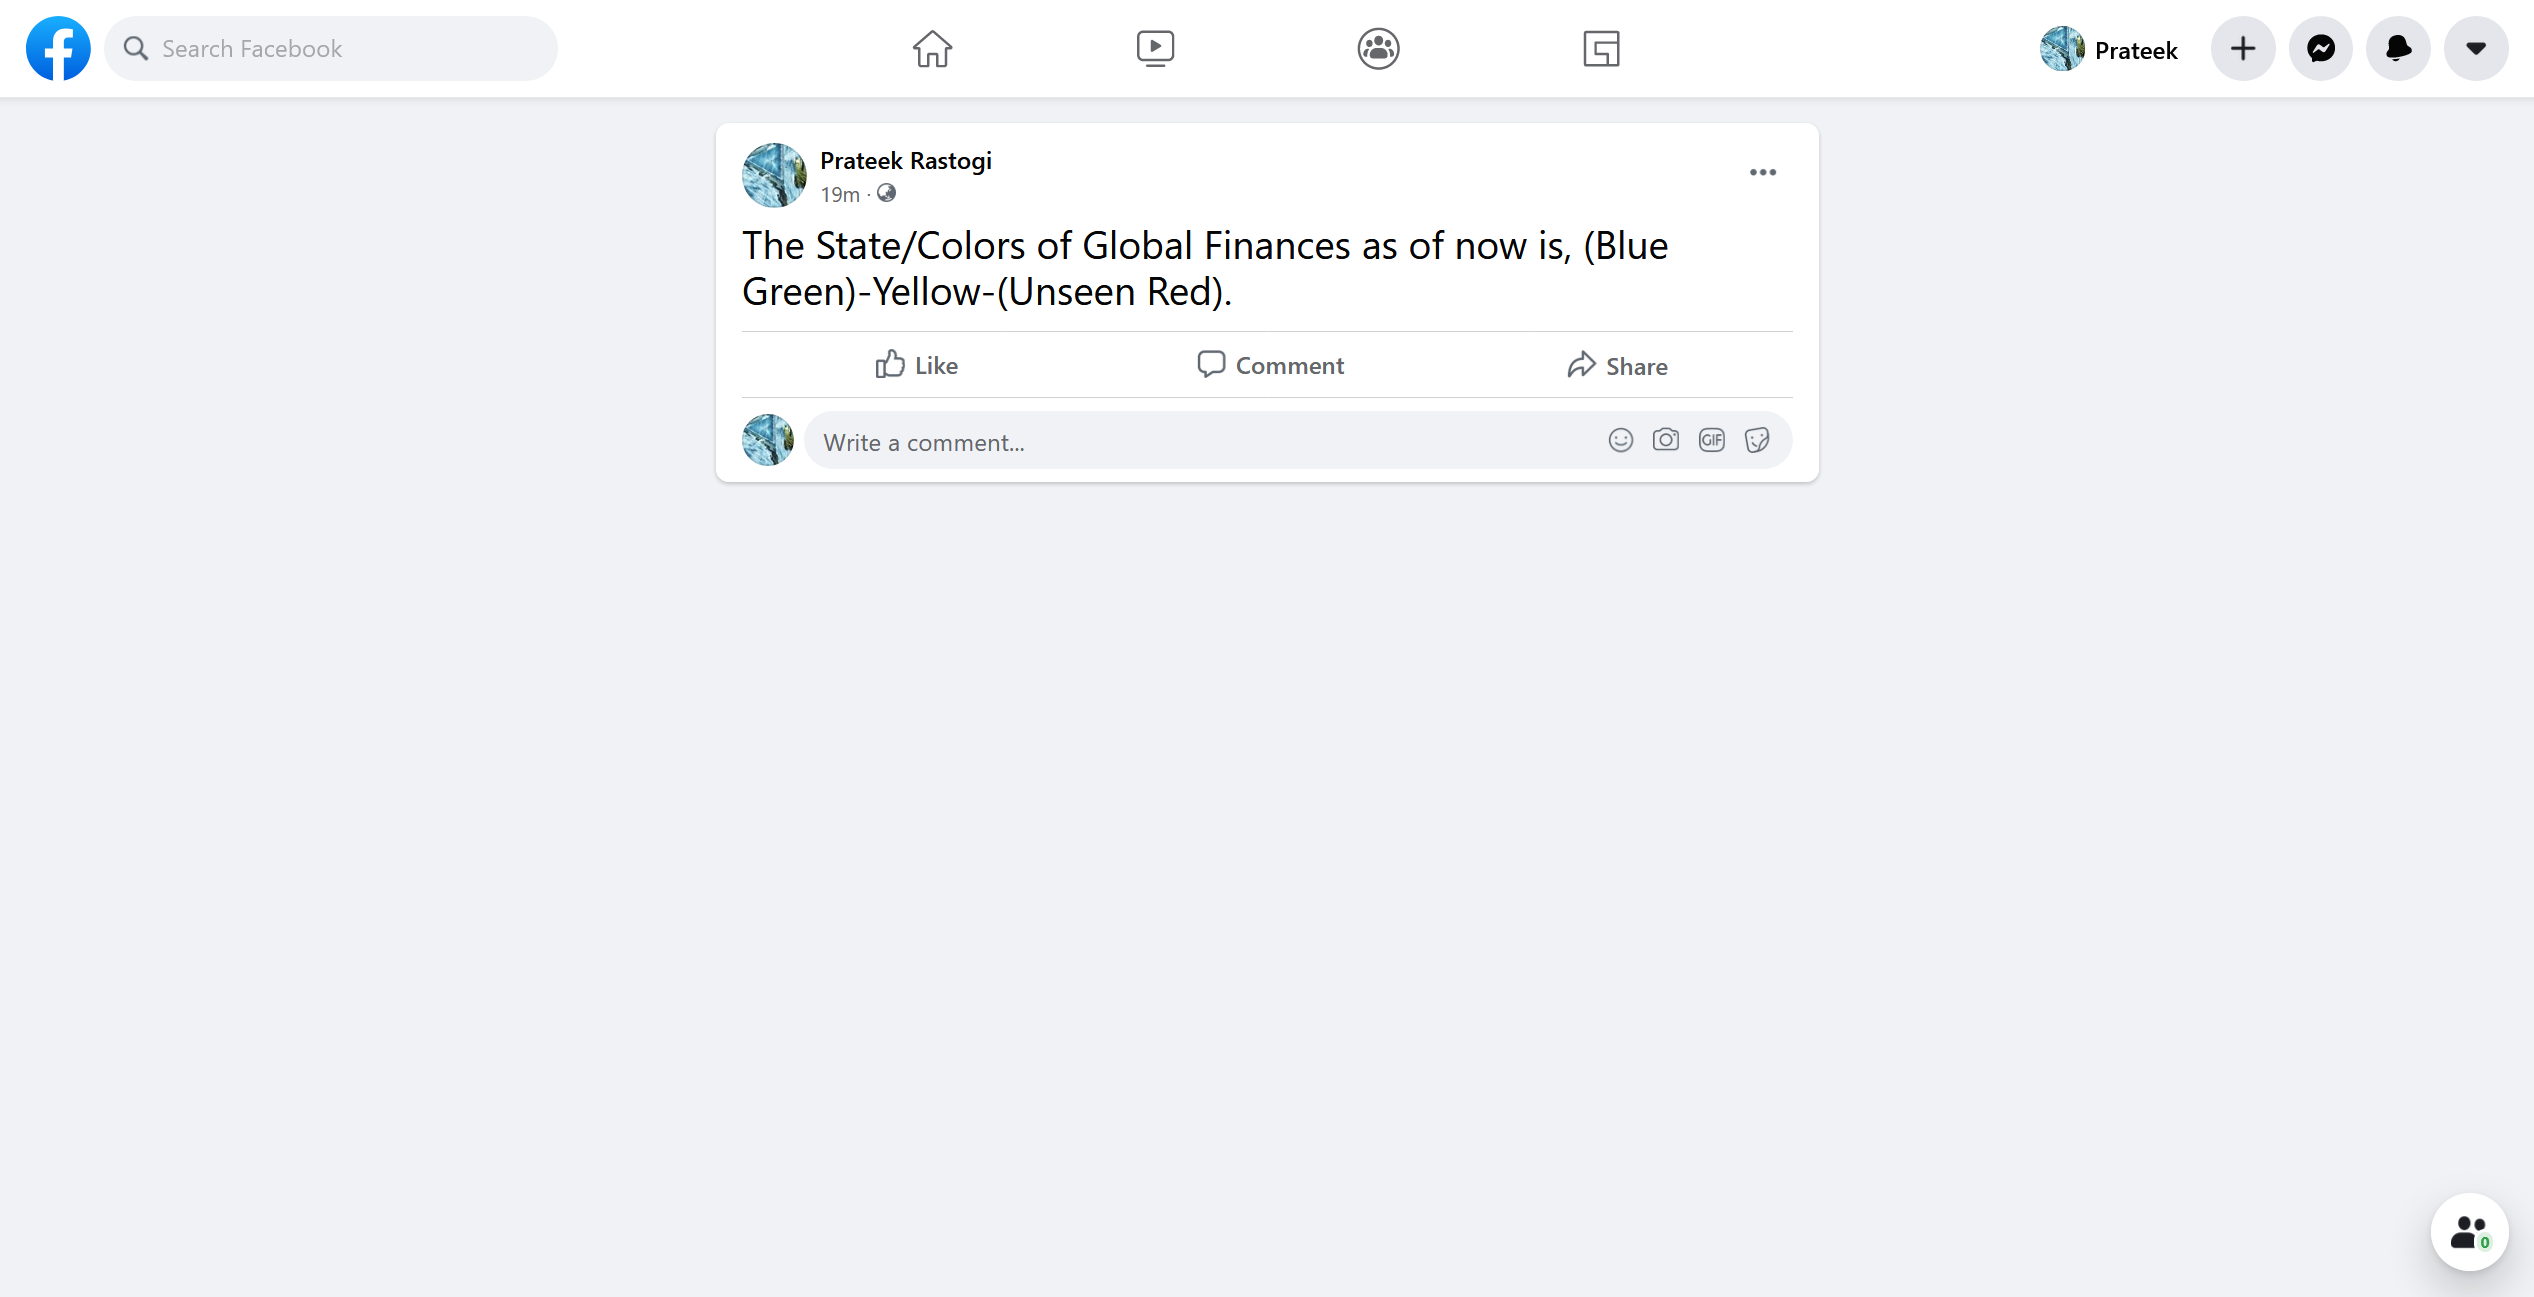 Search Facebook
Prateek
Prateek Rastogi
19m ·
The State/Colors of Global Finances as of now is, (Blue
Green)-Yellow-(Unseen Red).
Like Comment Share
Write a comment...
GIF
0